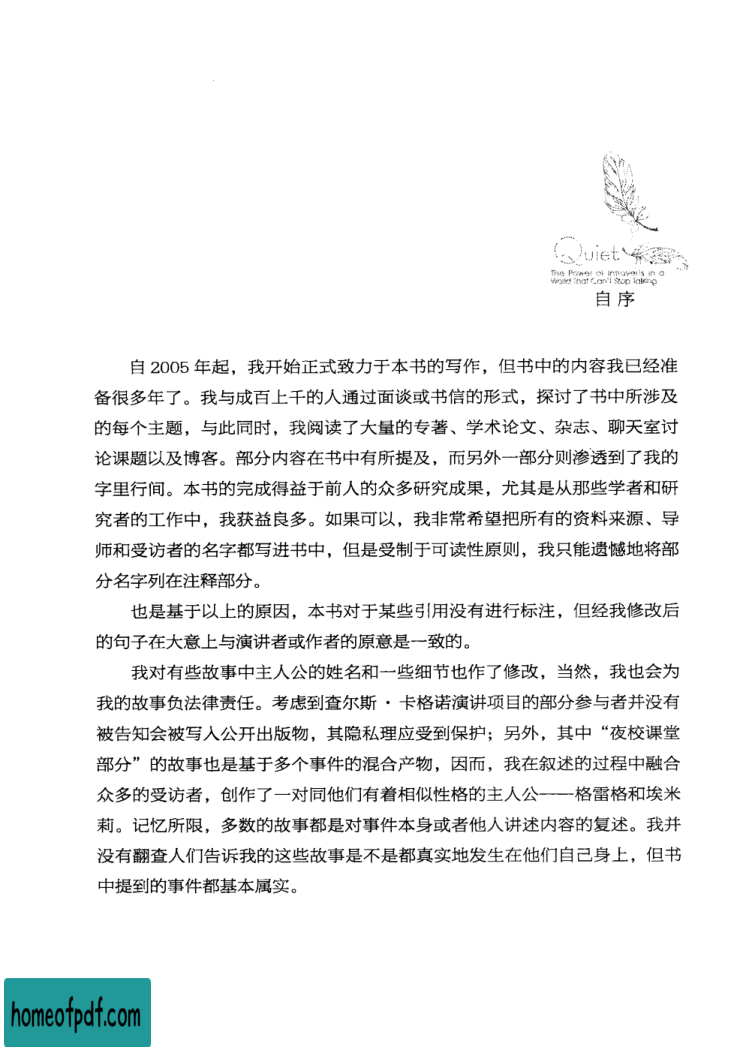 Quiet
The Power of Introverts in a
World That Can't Stop Talking
自序
自 2005 年起，我开始正式致力于本书的写作，但书中的内容我已经准
备很多年了。我与成百上千的人通过面谈或书信的形式，探讨了书中所涉及
的每个主题，与此同时，我阅读了大量的专著、学术论文、杂志、聊天室讨
论课题以及博客。部分内容在书中有所提及，而另外一部分则渗透到了我的
字里行间。本书的完成得益于前人的众多研究成果，尤其是从那些学者和研
究者的工作中，我获益良多。如果可以，我非常希望把所有的资料来源、导
师和受访者的名字都写进书中，但是受制于可读性原则，我只能遗憾地将部
分名字列在注释部分。
也是基于以上的原因，本书对于某些引用没有进行标注，但经我修改后
的句子在大意上与演讲者或作者的原意是一致的。
我对有些故事中主人公的姓名和一些细节也作了修改，当然，我也会为
我的故事负法律责任。考虑到查尔斯·卡格诺演讲项目的部分参与者并没有
被告知会被写入公开出版物，其隐私理应受到保护；另外，其中“夜校课堂
部分”的故事也是基于多个事件的混合产物，因而，我在叙述的过程中融合
众多的受访者，创作了一对同他们有着相似性格的主人公——格雷格和埃米
莉。记忆所限，多数的故事都是对事件本身或者他人讲述内容的复述。我并
没有翻查人们告诉我的这些故事是不是都真实地发生在他们自己身上，但书
中提到的事件都基本属实。
homeofpdf.com